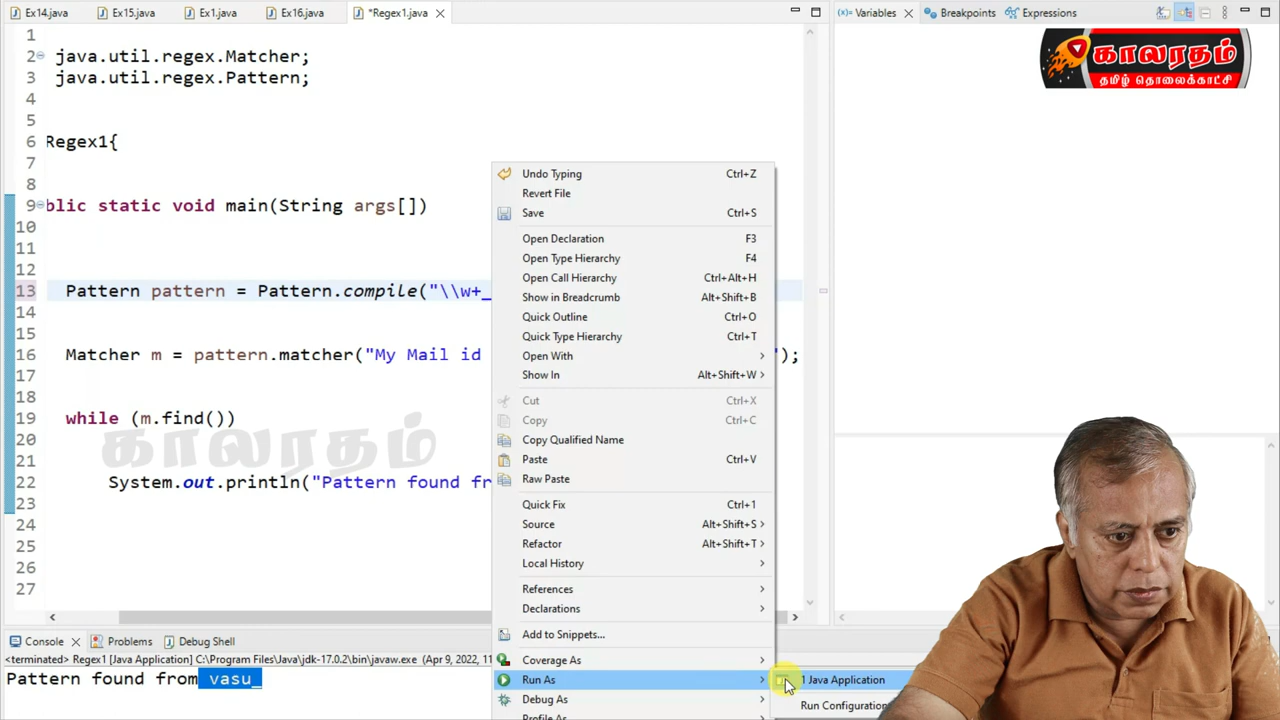 Ex14.java Ex15.java Ex1.java Ex16.java *Regex1.java
(x)= Variables Breakpoints Expressions
காலரதம்
தமிழ் தொலைக்காட்சி
1
2 java.util.regex.Matcher;
3 java.util.regex.Pattern;
4
5
6 Regex1{
7
8
9 blic static void main(String args[])
10
11
12
13 Pattern pattern = Pattern.compile("\\w+_
14
15
16 Matcher m = pattern.matcher("My Mail id ");
17
18
19 while (m.find())
20
21
22 System.out.println("Pattern found fr
23
24
25
26
27
காலரதம்
Undo Typing Ctrl+Z
Revert File
Save Ctrl+S
Open Declaration F3
Open Type Hierarchy F4
Open Call Hierarchy Ctrl+Alt+H
Show in Breadcrumb Alt+Shift+B
Quick Outline Ctrl+O
Quick Type Hierarchy Ctrl+T
Open With
Show In Alt+Shift+W
Cut Ctrl+X
Copy Ctrl+C
Copy Qualified Name
Paste Ctrl+V
Raw Paste
Quick Fix Ctrl+1
Source Alt+Shift+S
Refactor Alt+Shift+T
Local History
References
Declarations
Add to Snippets...
Coverage As
Run As
Debug As
Profile As
1 Java Application
Run Configuration
Console Problems Debug Shell
<terminated> Regex1 [Java Application] C:\Program Files\Java\jdk-17.0.2\bin\javaw.exe (Apr 9, 2022, 11
Pattern found from vasu_